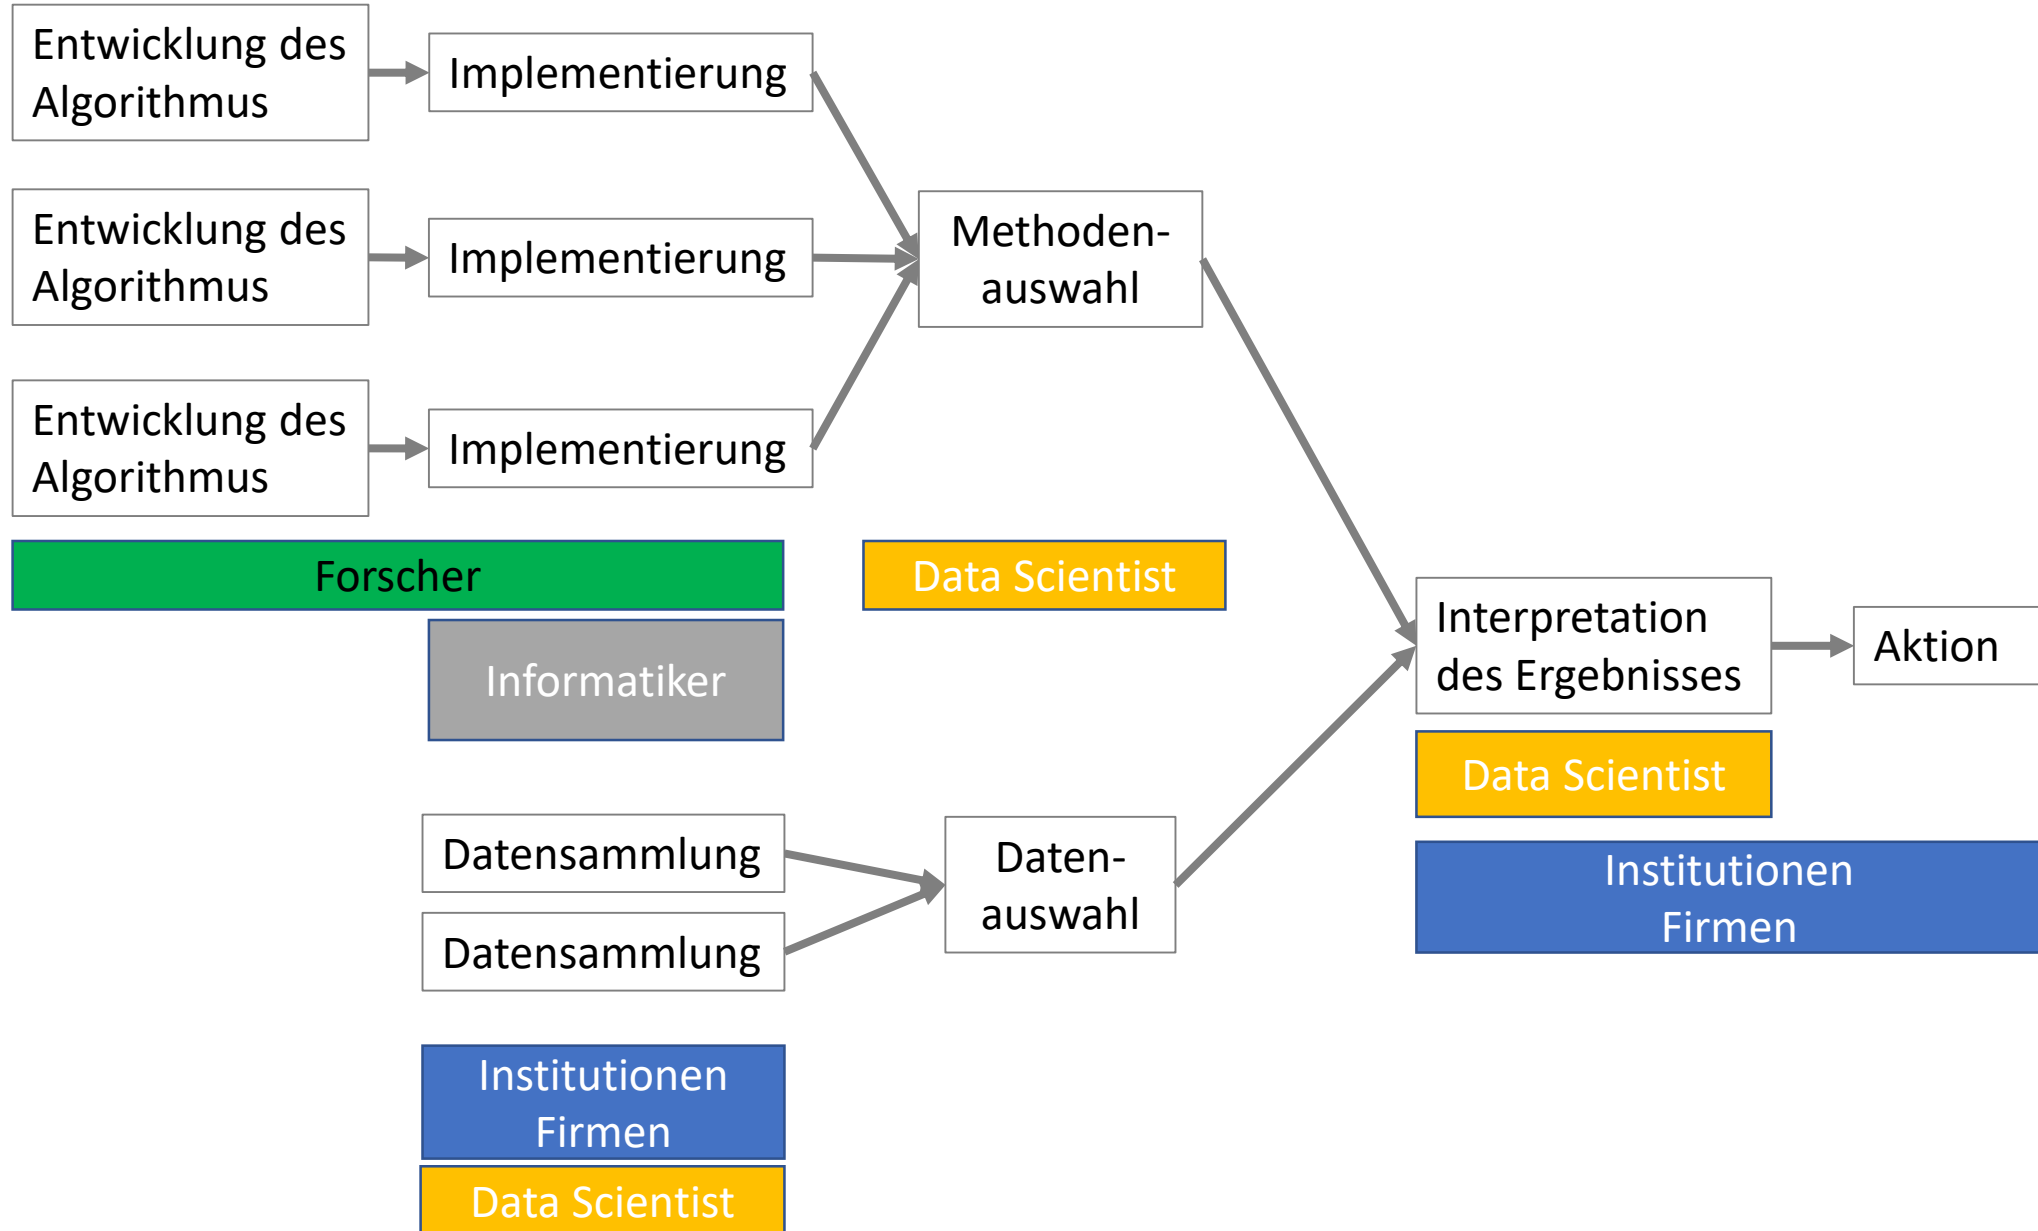 Entwicklung des
Algorithmus
Implementierung
Entwicklung des
Algorithmus
Implementierung
Methoden-
auswahl
Entwicklung des
Algorithmus
Implementierung
Forscher
Data Scientist
Informatiker
Interpretation
des Ergebnisses
Aktion
Data Scientist
Institutionen
Firmen
Datensammlung
Datensammlung
Daten-
auswahl
Institutionen
Firmen
Data Scientist